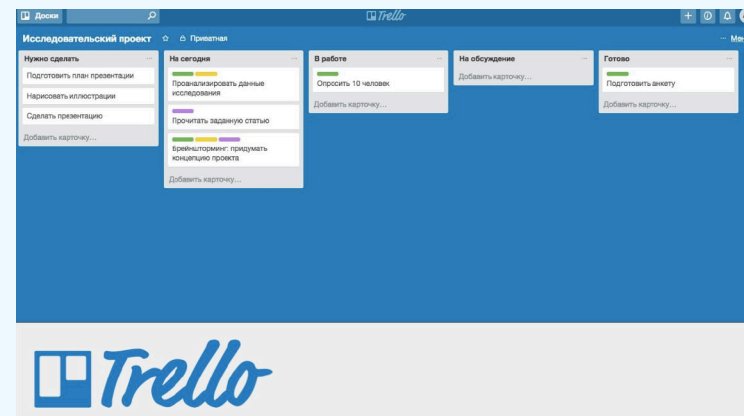 Доски
Trello
Исследовательский проект
Приватная
Нужно сделать
Подготовить план презентации
Нарисовать иллюстрации
Сделать презентацию
Добавить карточку...
На сегодня
Проанализировать данные
исследования
Прочитать заданную статью
Брейншторминг: придумать
концепцию проекта
Добавить карточку...
В работе
Опросить 10 человек
Добавить карточку...
На обсуждение
Добавить карточку...
Готово
Подготовить анкету
Добавить карточку...
Trello